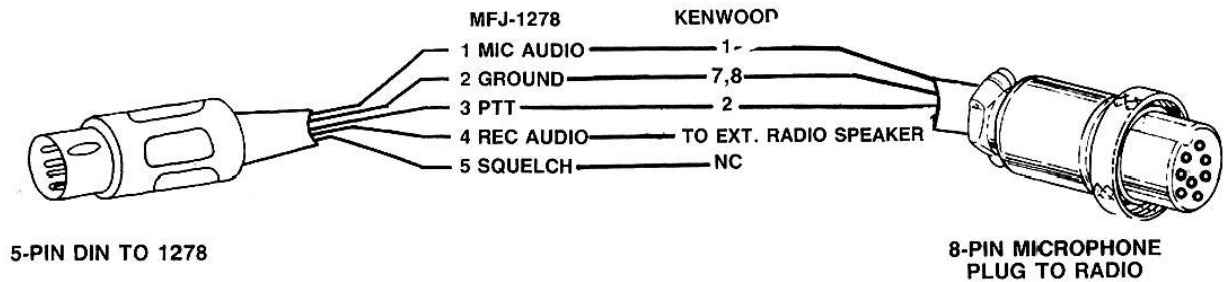 MFJ-1278 KENWOOD
1 MIC AUDIO 1
2 GROUND 7,8
3 PTT 2
4 REC AUDIO TO EXT. RADIO SPEAKER
5 SQUELCH NC
5-PIN DIN TO 1278
8-PIN MICROPHONE
PLUG TO RADIO